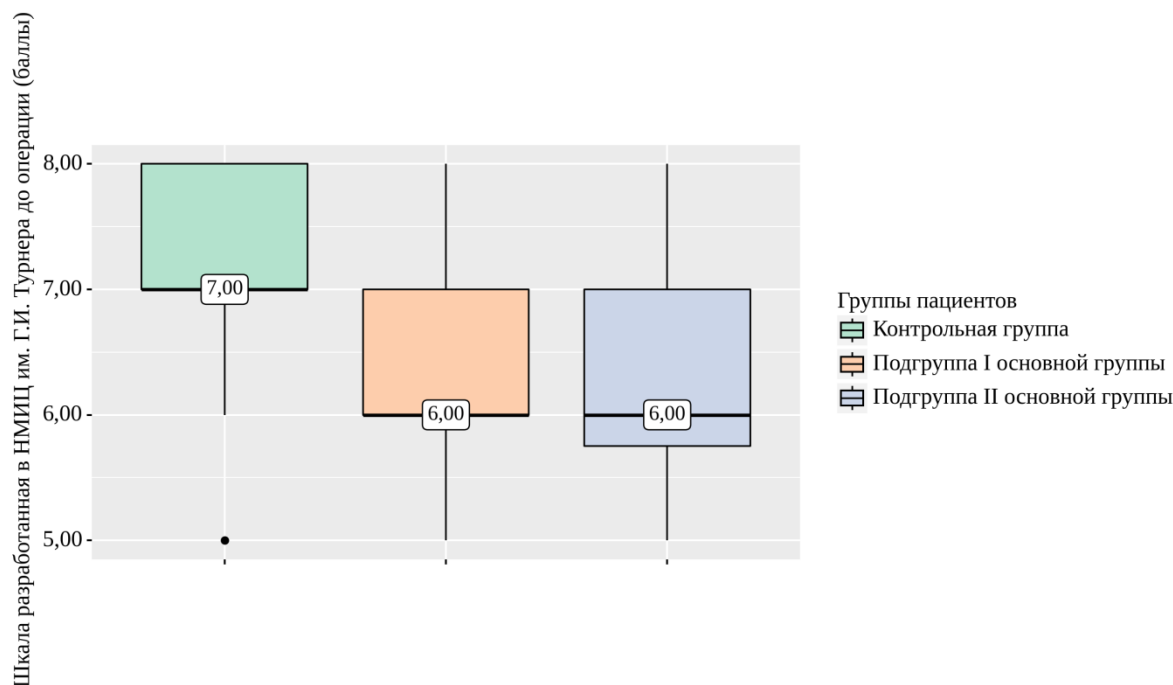 Шкала разработанная в НМИЦ им. Г.И. Турнера до операции (баллы)
8,00
7,00
6,00
5,00
7,00
6,00
6,00
Группы пациентов
Контрольная группа
Подгруппа I основной группы
Подгруппа II основной группы